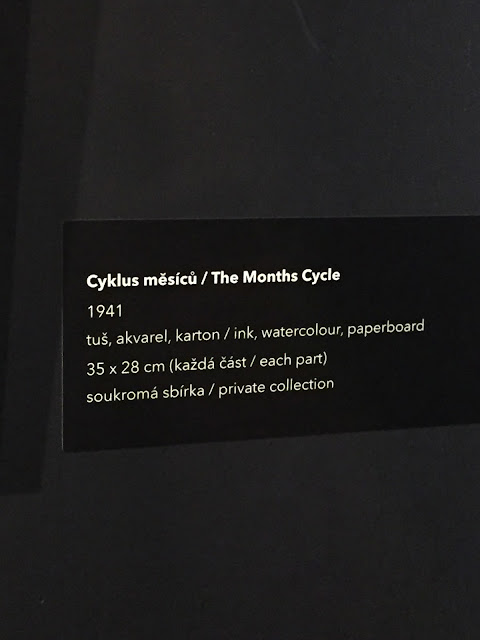 Cyklus měsíců / The Months Cycle
1941
tuš, akvarel, karton / ink, watercolour, paperboard
35 x 28 cm (každá část / each part)
soukromá sbírka / private collection